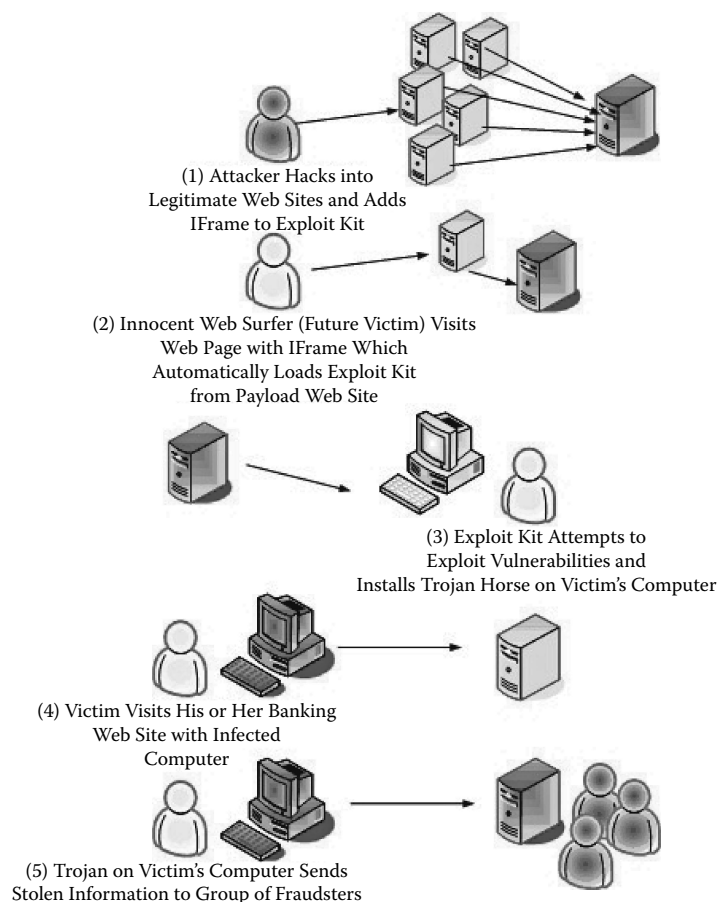 (1) Attacker Hacks into
Legitimate Web Sites and Adds
IFrame to Exploit Kit
(2) Innocent Web Surfer (Future Victim) Visits
Web Page with IFrame Which
Automatically Loads Exploit Kit
from Payload Web Site
(3) Exploit Kit Attempts to
Exploit Vulnerabilities and
Installs Trojan Horse on Victim's Computer
(4) Victim Visits His or Her Banking
Web Site with Infected
Computer
(5) Trojan on Victim's Computer Sends
Stolen Information to Group of Fraudsters